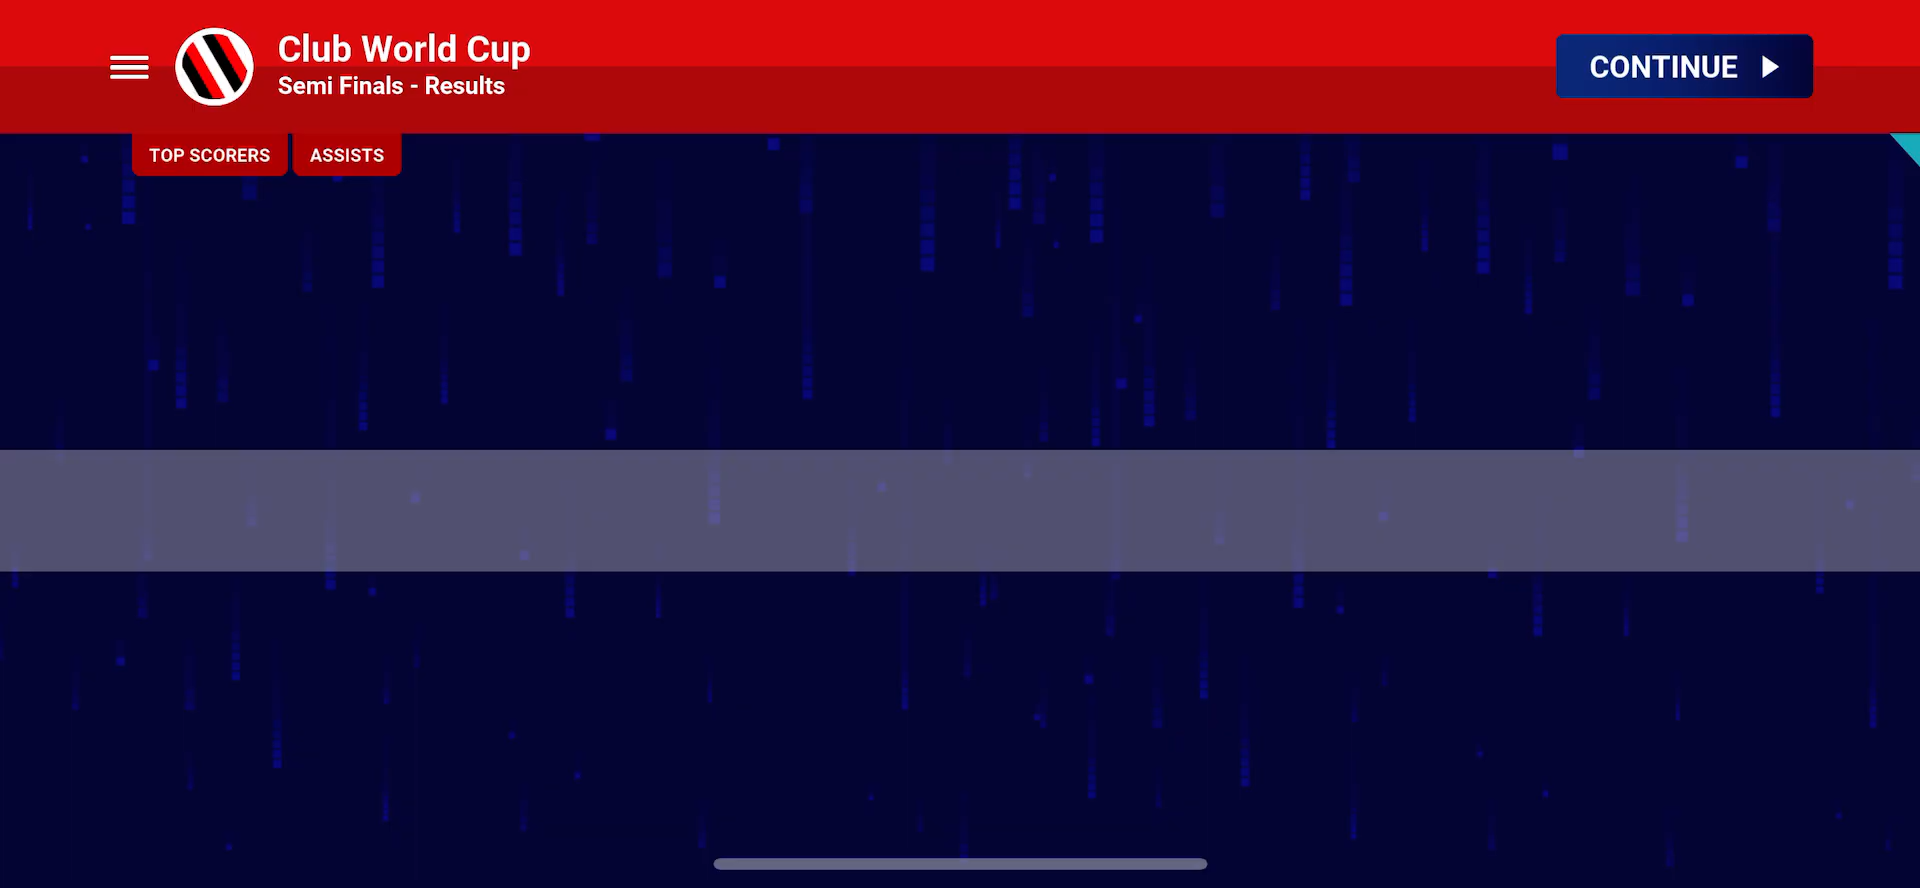 Club World Cup
Semi Finals - Results
CONTINUE
TOP SCORERS
ASSISTS